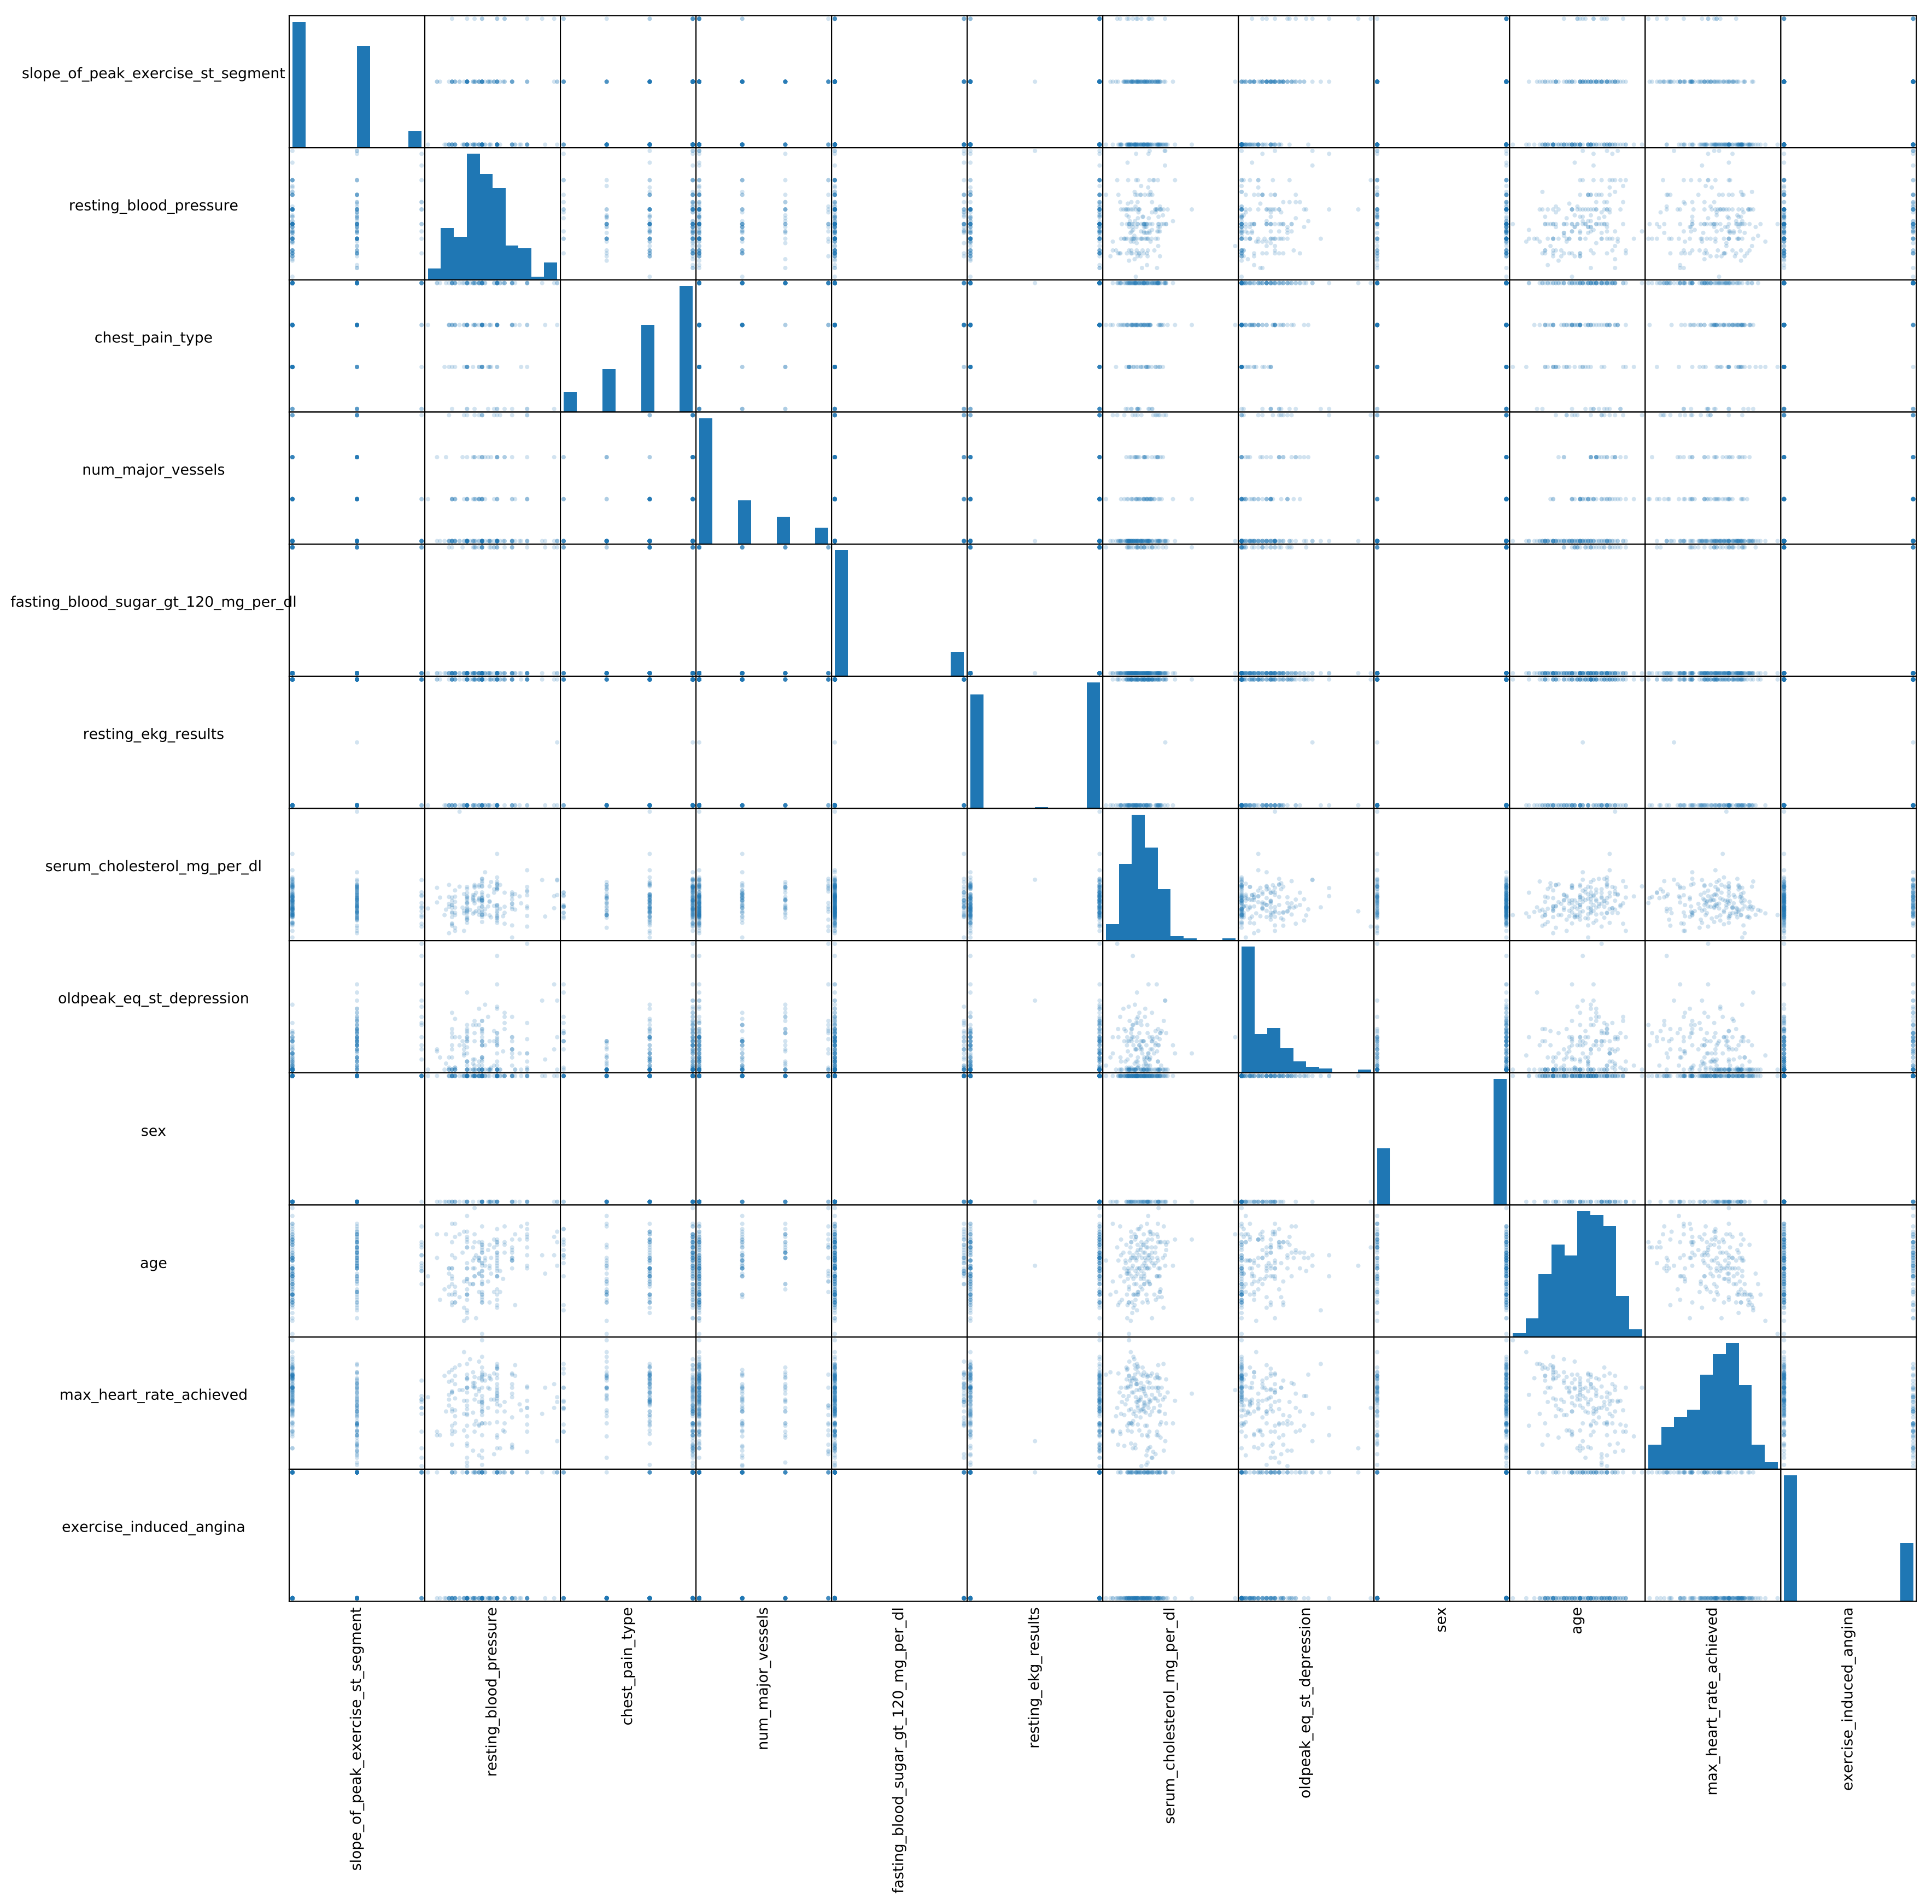 slope_of_peak_exercise_st_segment
resting_blood_pressure
chest_pain_type
num_major_vessels
fasting_blood_sugar_gt_120_mg_per_dl
resting_ekg_results
serum_cholesterol_mg_per_dl
oldpeak_eq_st_depression
sex
age
max_heart_rate_achieved
exercise_induced_angina
slope_of_peak_exercise_st_segment
resting_blood_pressure
chest_pain_type
num_major_vessels
fasting_blood_sugar_gt_120_mg_per_dl
resting_ekg_results
serum_cholesterol_mg_per_dl
oldpeak_eq_st_depression
sex
age
max_heart_rate_achieved
exercise_induced_angina